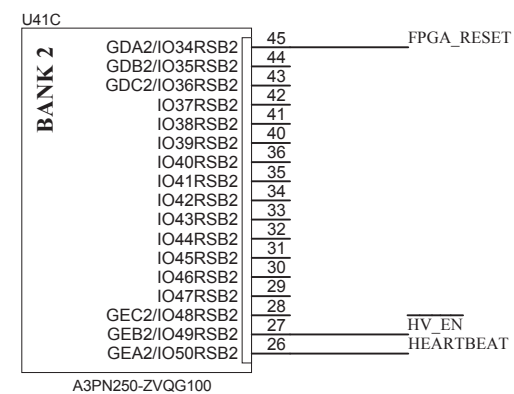 U41C
BANK 2
GDA2/IO34RSB2 45 FPGA_RESET
GDB2/IO35RSB2 44
GDC2/IO36RSB2 43
IO37RSB2 42
IO38RSB2 41
IO39RSB2 40
IO40RSB2 36
IO41RSB2 35
IO42RSB2 34
IO43RSB2 33
IO44RSB2 32
IO45RSB2 31
IO46RSB2 30
IO47RSB2 29
GEC2/IO48RSB2 28
GEB2/IO49RSB2 27 HV_EN
GEA2/IO50RSB2 26 HEARTBEAT
A3PN250-ZVQG100